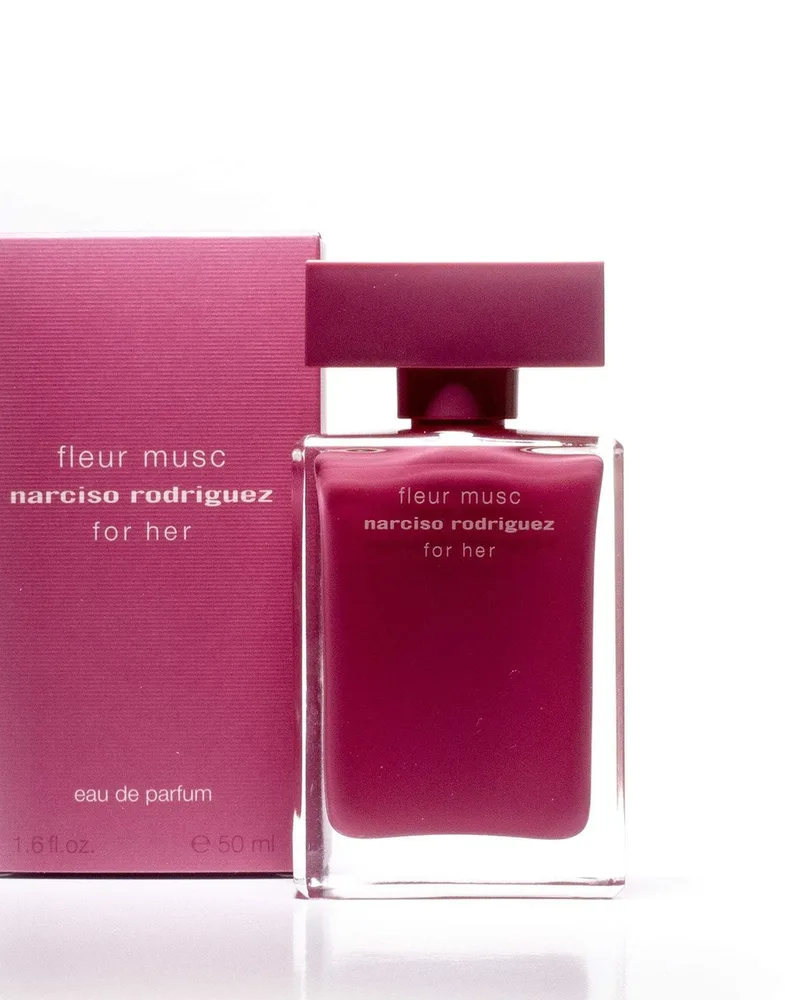 fleur musc
narciso rodriguez
for her
eau de parfum
1.6 fl.oz. ℮ 50 ml
fleur musc
narciso rodriguez
for her